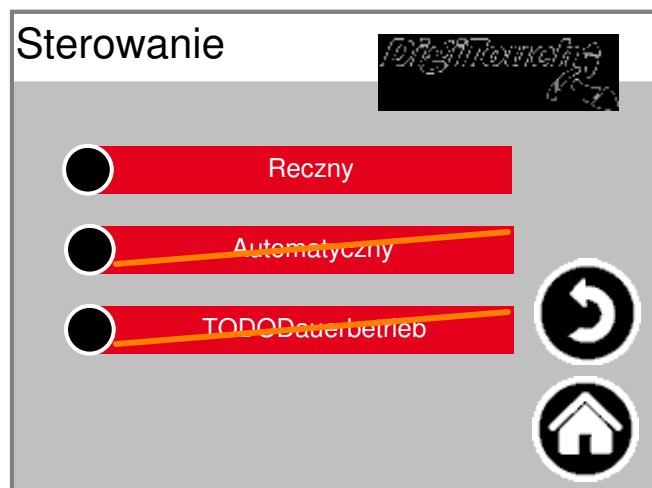 Sterowanie
DigiTouch
Reczny
Automatyczny
TODODauerbetrieb